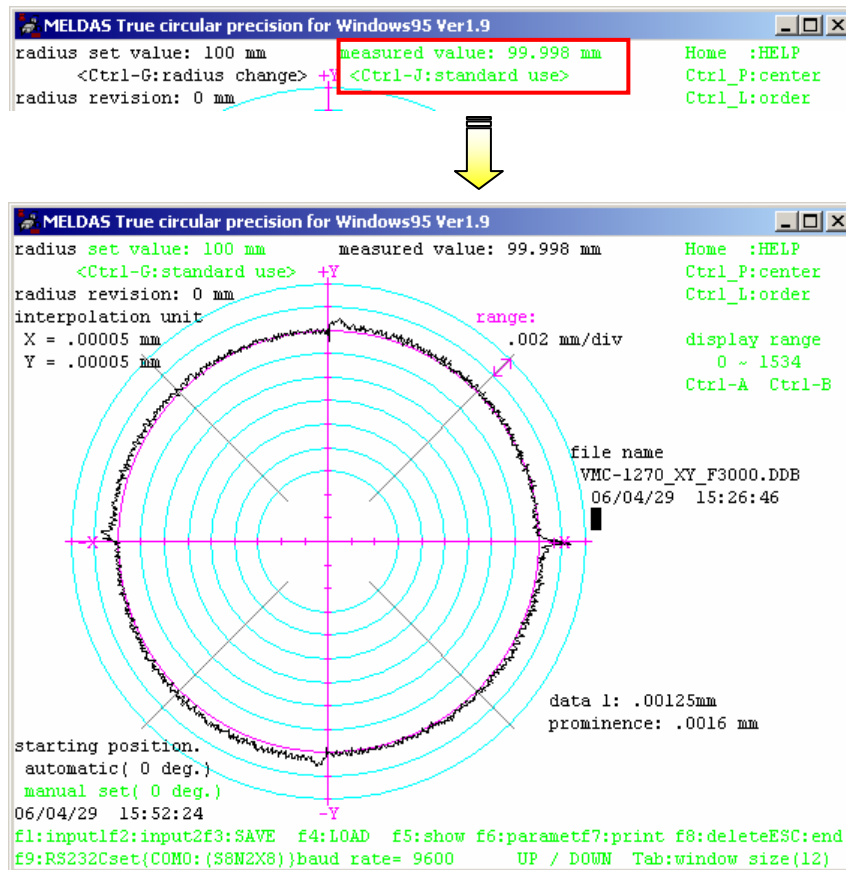 MELDAS True circular precision for Windows95 Ver1.9
radius set value: 100 mm measured value: 99.998 mm Home :HELP
<Ctrl-G:radius change> +Y <Ctrl-J:standard use> Ctrl_P:center
radius revision: 0 mm Ctrl_L:order
MELDAS True circular precision for Windows95 Ver1.9
radius set value: 100 mm measured value: 99.998 mm Home :HELP
<Ctrl-G:standard use> +Y Ctrl_P:center
radius revision: 0 mm Ctrl_L:order
interpolation unit range:
X = .00005 mm .002 mm/div display range
Y = .00005 mm 0 ~ 1534
Ctrl-A Ctrl-B
file name
VMC-1270_XY_F3000.DDB
06/04/29 15:26:46
-X +X
data 1: .00125mm
prominence: .0016 mm
starting position.
automatic( 0 deg.)
manual set( 0 deg.)
06/04/29 15:52:24 -Y
f1:input1f2:input2f3:SAVE f4:LOAD f5:show f6:parametf7:print f8:deleteESC:end
f9:RS232Cset{COM0:(S8N2X8)}baud rate= 9600 UP / DOWN Tab:window size(12)